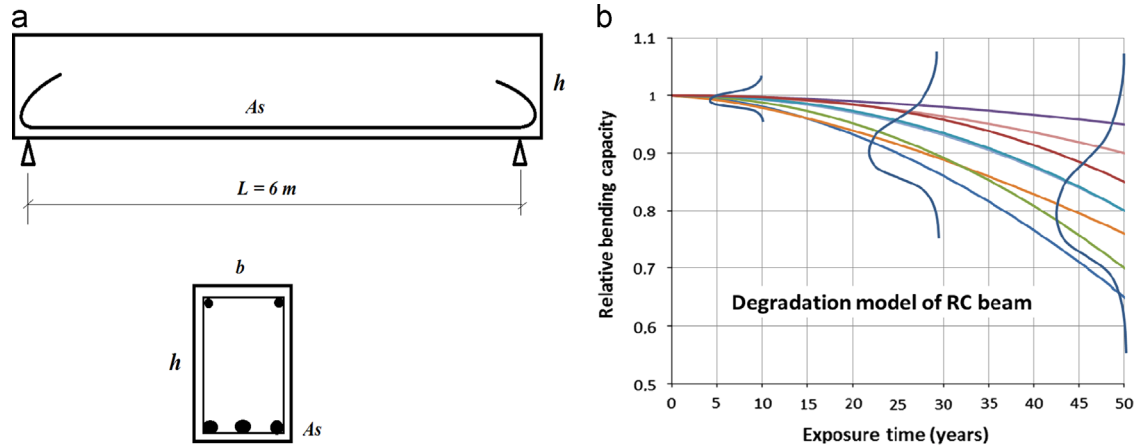 a
h
As
L = 6 m
b
h
As
b
Relative bending capacity
1.1
1
0.9
0.8
0.7
0.6
0.5
Degradation model of RC beam
0 5 10 15 20 25 30 35 40 45 50
Exposure time (years)